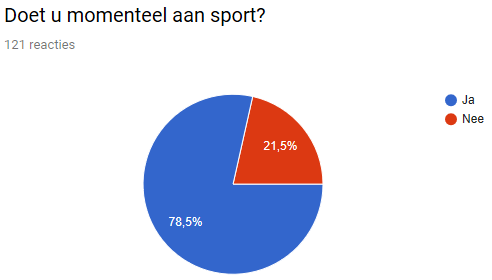 Doet u momenteel aan sport?
121 reacties
Ja
Nee
21,5%
78,5%